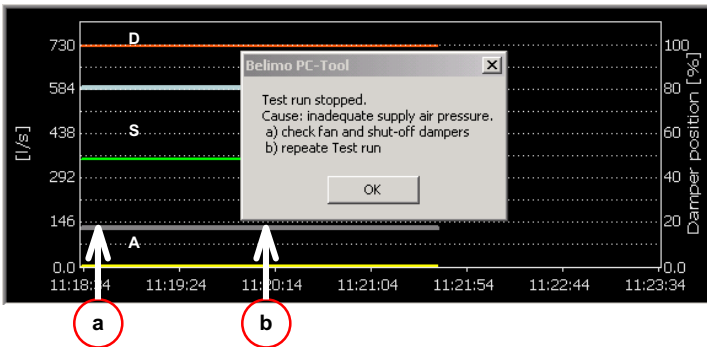 D
730
100
Belimo PC-Tool
584
80
Test run stopped.
Cause: inadequate supply air pressure.
a) check fan and shut-off dampers
b) repeate Test run
[l/s]
438
S
60
Damper position [%]
292
40
OK
146
20
A
0.0
0.0
11:18:34 11:19:24 11:20:14 11:21:04 11:21:54 11:22:44 11:23:34
a b